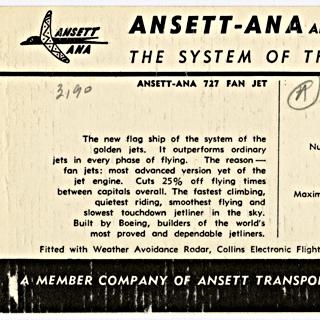 ANSETT
ANA
ANSETT-ANA
THE SYSTEM OF TH
3,90
ANSETT-ANA 727 FAN JET
A
The new flag ship of the system of the
golden jets. It outperforms ordinary
jets in every phase of flying. The reason—
fan jets: most advanced version yet of the
jet engine. Cuts 25% off flying times
between capitals overall. The fastest climbing,
quietest riding, smoothest flying and
slowest touchdown jetliner in the sky.
Built by Boeing, builders of the world's
most proved and dependable jetliners.
Nu
Maxim
Fitted with Weather Avoidance Radar, Collins Electronic Flight
A MEMBER COMPANY OF ANSETT TRANSPO